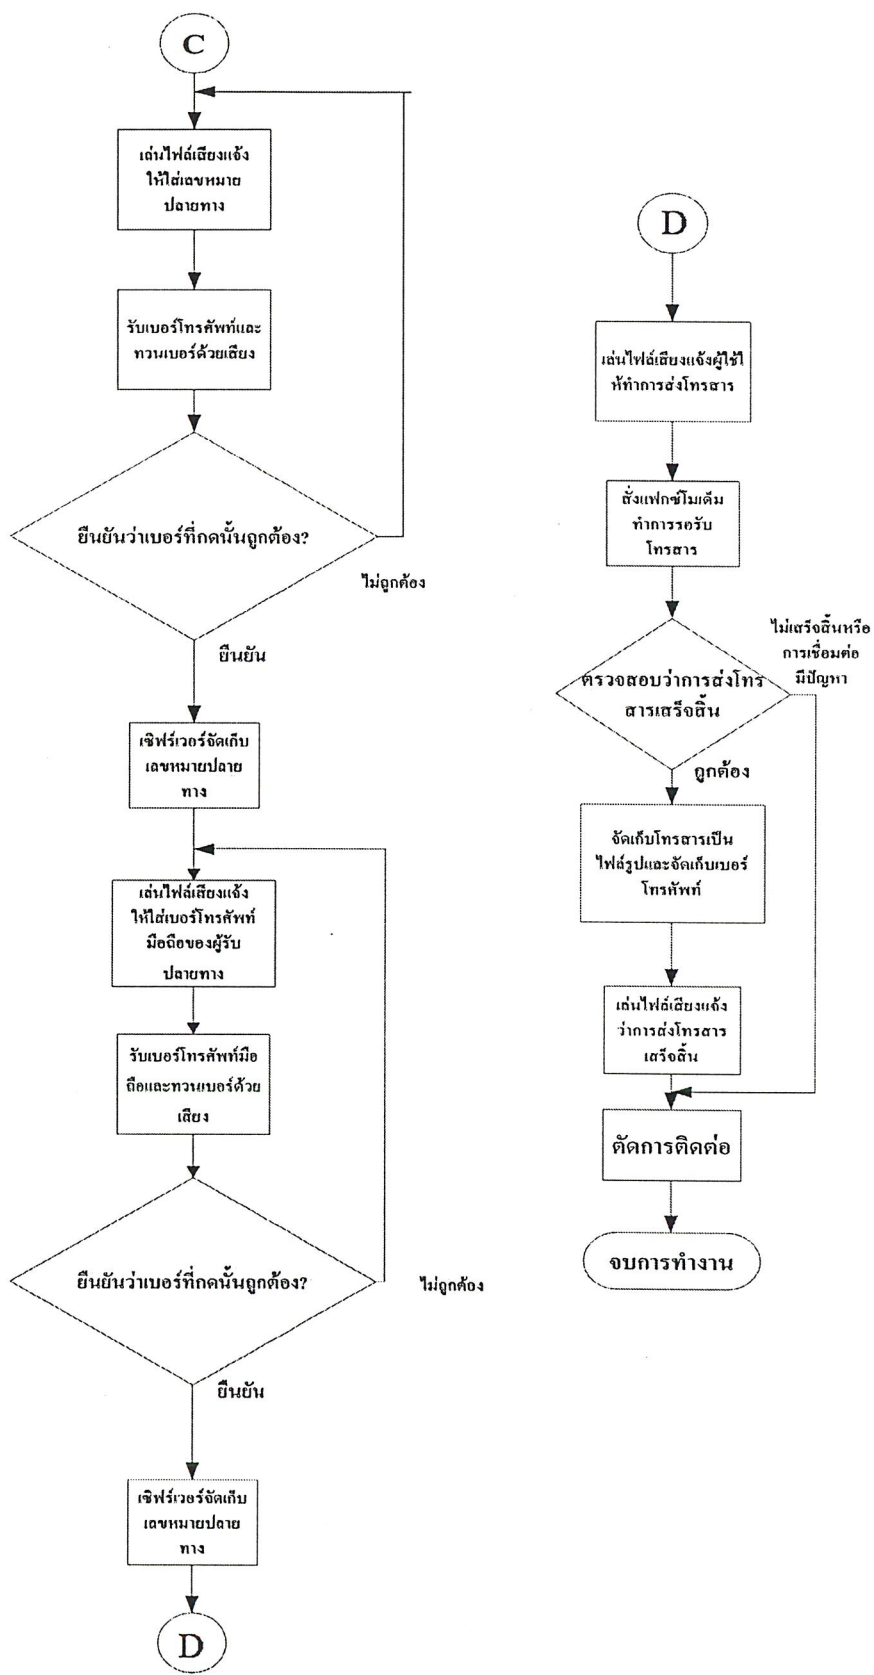 C
เล่นไฟล์เสียงแจ้ง
ให้ใส่เลขหมาย
ปลายทาง
รับเบอร์โทรศัพท์และ
ทวนเบอร์ด้วยเสียง
ยืนยันว่าเบอร์ที่กดนั้นถูกต้อง?
ไม่ถูกต้อง
ยืนยัน
เซิฟร์เวอร์จัดเก็บ
เลขหมายปลาย
ทาง
เล่นไฟล์เสียงแจ้ง
ให้ใส่เบอร์โทรศัพท์
มือถือของผู้รับ
ปลายทาง
รับเบอร์โทรศัพท์มือ
ถือและทวนเบอร์ด้วย
เสียง
ยืนยันว่าเบอร์ที่กดนั้นถูกต้อง?
ไม่ถูกต้อง
ยืนยัน
เซิฟร์เวอร์จัดเก็บ
เลขหมายปลาย
ทาง
D
D
เล่นไฟล์เสียงแจ้งผู้ใช้ใ
ห้ทำการส่งโทรสาร
สั่งแฟกซ์โมเด็ม
ทำการรอรับ
โทรสาร
ไม่เสร็จสิ้นหรือ
การเชื่อมต่อ
มีปัญหา
ตรวจสอบว่าการส่งโทร
สารเสร็จสิ้น
ถูกต้อง
จัดเก็บโทรสารเป็น
ไฟล์รูปและจัดเก็บเบอร์
โทรศัพท์
เล่นไฟล์เสียงแจ้ง
ว่าการส่งโทรสาร
เสร็จสิ้น
ตัดการติดต่อ
จบการทำงาน